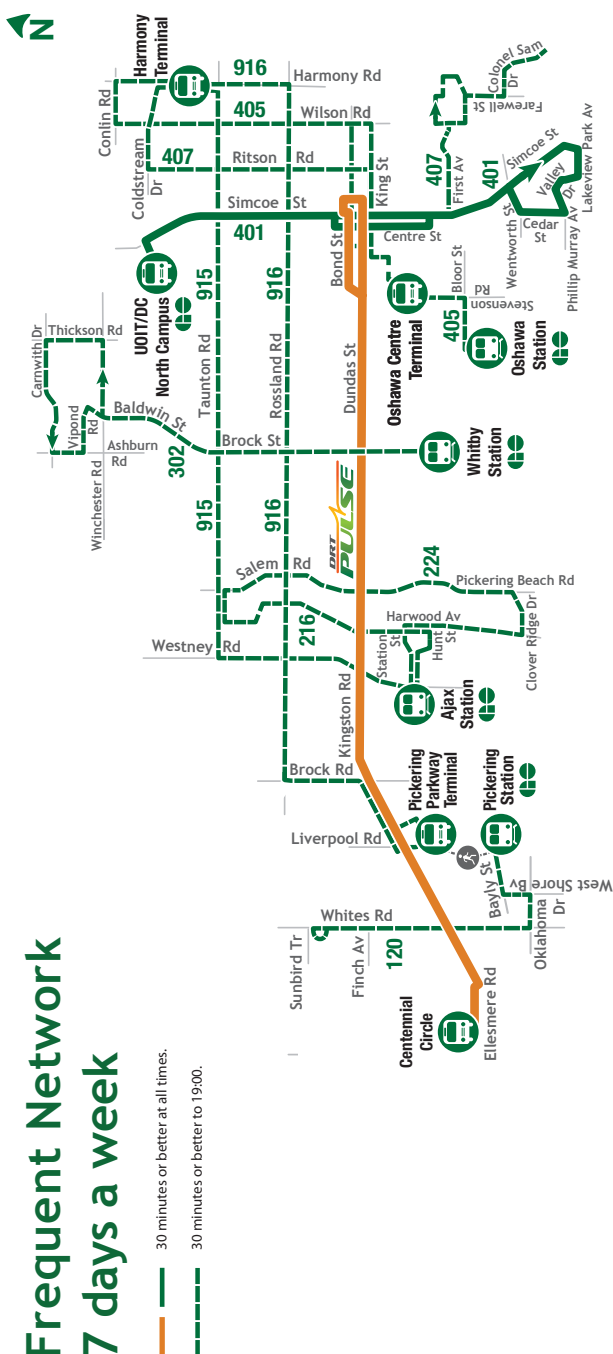 Frequent Network
7 days a week
30 minutes or better at all times.
30 minutes or better to 19:00.
N
Harmony
Terminal
916
Harmony Rd
Conlin Rd
405
Wilson Rd
Coldstream
Dr
407
Ritson Rd
Simcoe St
401
UOIT/DC
North Campus
Bond St
King St
Centre St
Colonel Sam
Dr
Farewell St
407
First Av
401
Simcoe St
Valley
Dr
Lakeview Park Av
Wentworth St
Cedar
St
Phillip Murray Av
915
Taunton Rd
916
Rossland Rd
Dundas St
Oshawa Centre
Terminal
Bloor St
Stevenson
Rd
405
Oshawa
Station
Carnwith Dr
Thickson Rd
Vipond
Rd
Baldwin St
Ashburn
Rd
Winchester Rd
302
Brock St
Whitby
Station
915
916
DRT
PULSE
Salem Rd
224
Pickering Beach Rd
216
Harwood Av
Station
St
Hunt
St
Clover Ridge Dr
Westney Rd
Kingston Rd
Ajax
Station
Brock Rd
Pickering
Parkway
Terminal
Pickering
Station
Liverpool Rd
Bayly St
West Shore Bv
Whites Rd
Sunbird Tr
Finch Av
120
Oklahoma
Dr
Centennial
Circle
Ellesmere Rd